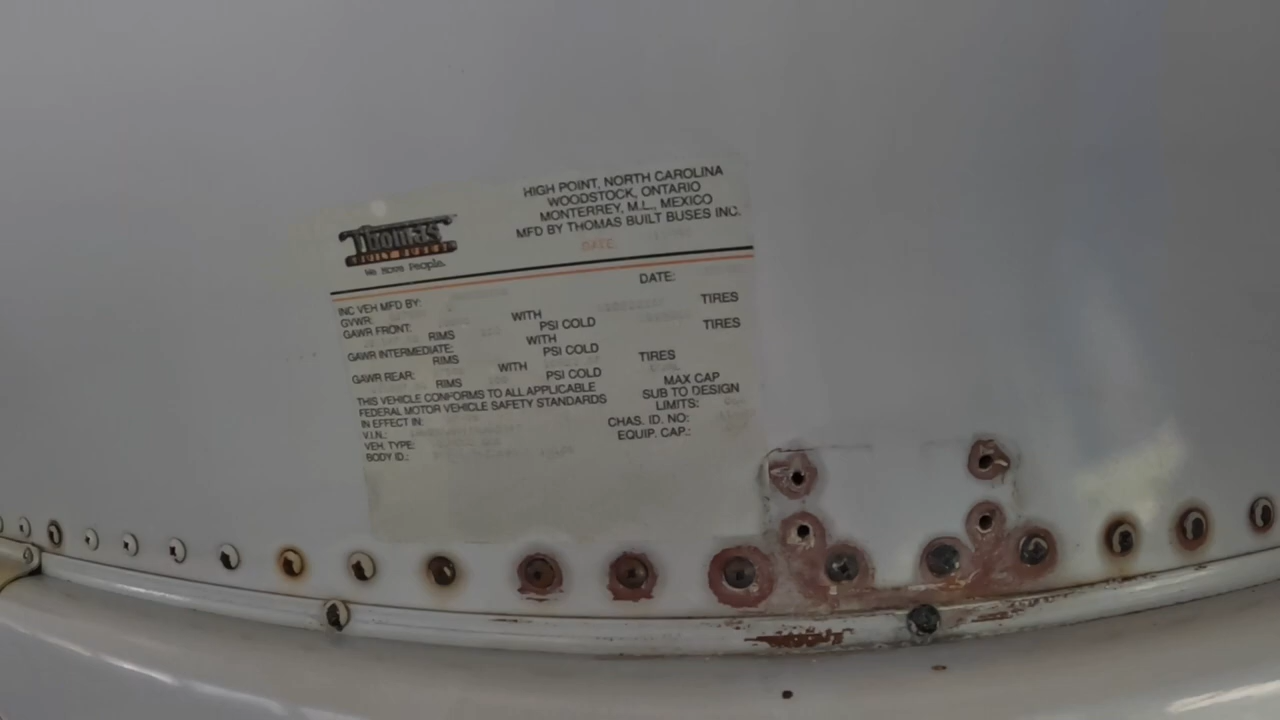 HIGH POINT, NORTH CAROLINA
WOODSTOCK, ONTARIO
MONTERREY, M.L., MEXICO
MFD BY THOMAS BUILT BUSES INC.
Thomas
BUILT BUSES
We Move People.
DATE
DATE:
INC VEH MFD BY:
GVWR:
GAWR FRONT: WITH TIRES
RIMS PSI COLD
GAWR INTERMEDIATE: WITH TIRES
RIMS PSI COLD
GAWR REAR: WITH TIRES
RIMS PSI COLD
THIS VEHICLE CONFORMS TO ALL APPLICABLE
FEDERAL MOTOR VEHICLE SAFETY STANDARDS
IN EFFECT IN:
V.I.N.:
VEH. TYPE:
BODY ID.:
MAX CAP
SUB TO DESIGN
LIMITS:
CHAS. ID. NO:
EQUIP. CAP.: